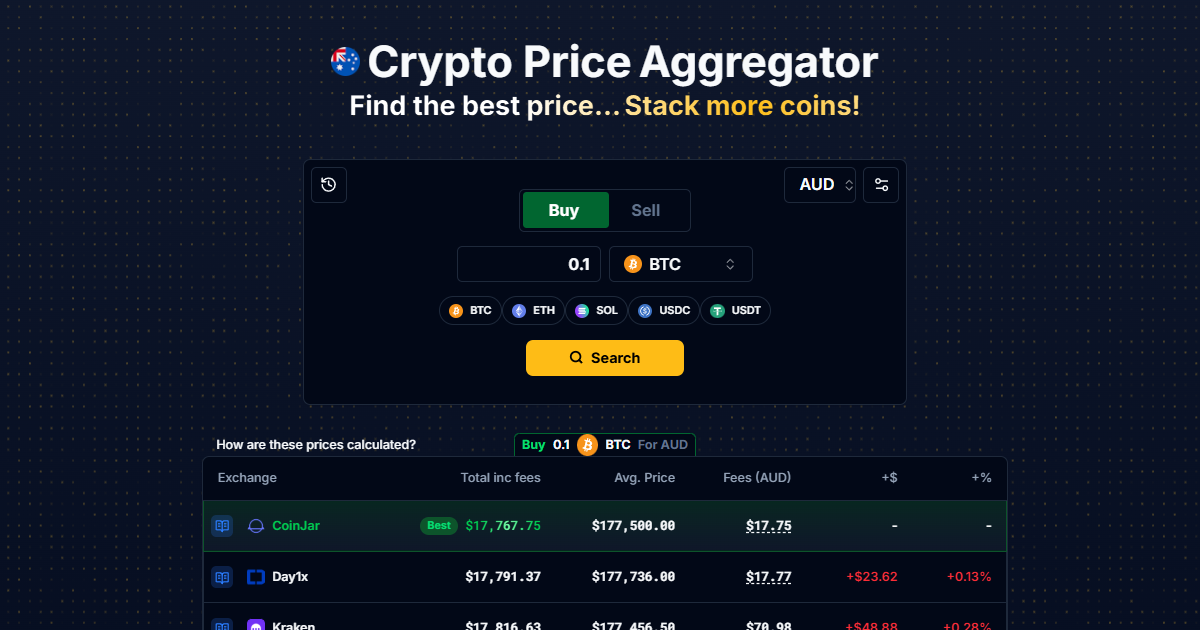 Crypto Price Aggregator
Find the best price... Stack more coins!
AUD
Buy Sell
0.1 BTC
BTC ETH SOL USDC USDT
Search
How are these prices calculated? Buy 0.1 BTC For AUD
Exchange Total inc fees Avg. Price Fees (AUD) +$ +%
CoinJar Best $17,767.75 $177,500.00 $17.75 - -
Day1x $17,791.37 $177,736.00 $17.77 +$23.62 +0.13%
Kraken $17,816.63 $177,456.50 $70.98 +$48.88 +0.28%